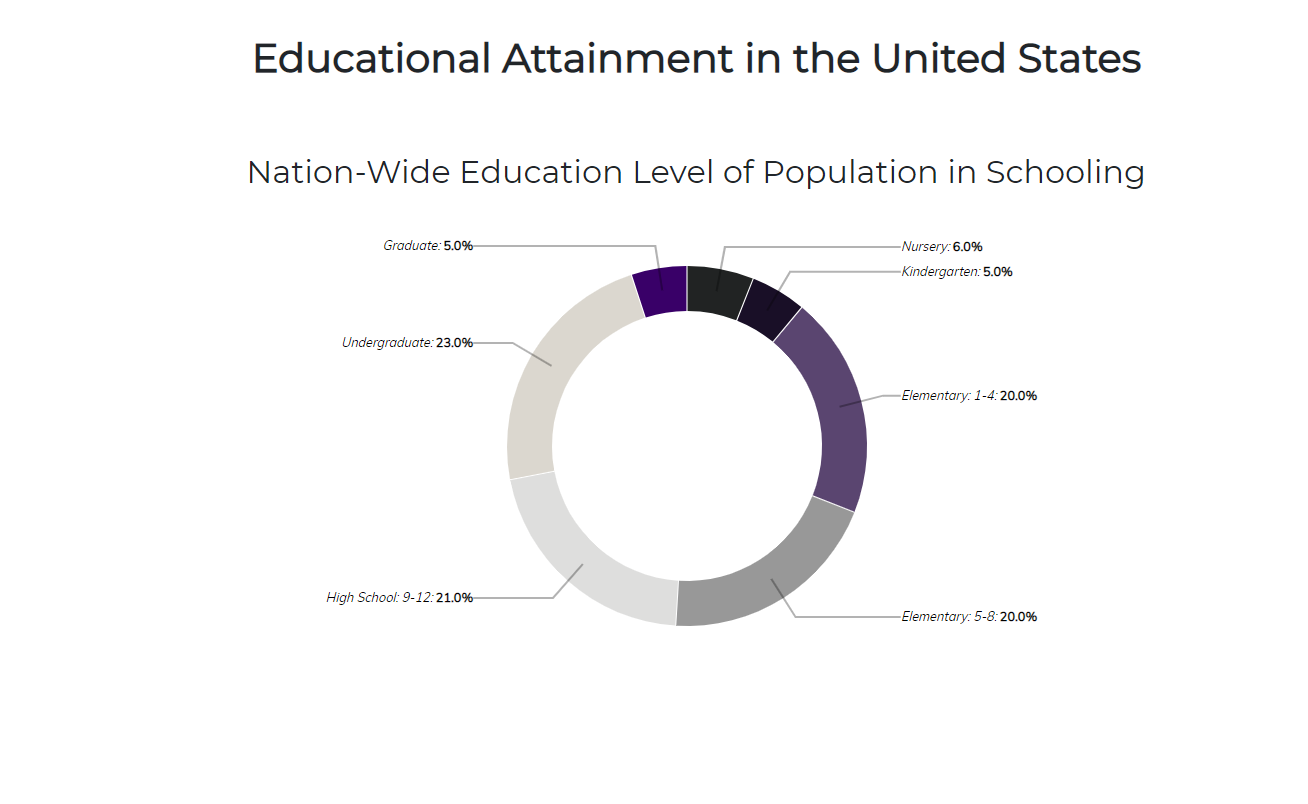 Educational Attainment in the United States
Nation-Wide Education Level of Population in Schooling
Graduate: 5.0%
Nursery: 6.0%
Kindergarten: 5.0%
Undergraduate: 23.0%
Elementary: 1-4: 20.0%
High School: 9-12: 21.0%
Elementary: 5-8: 20.0%